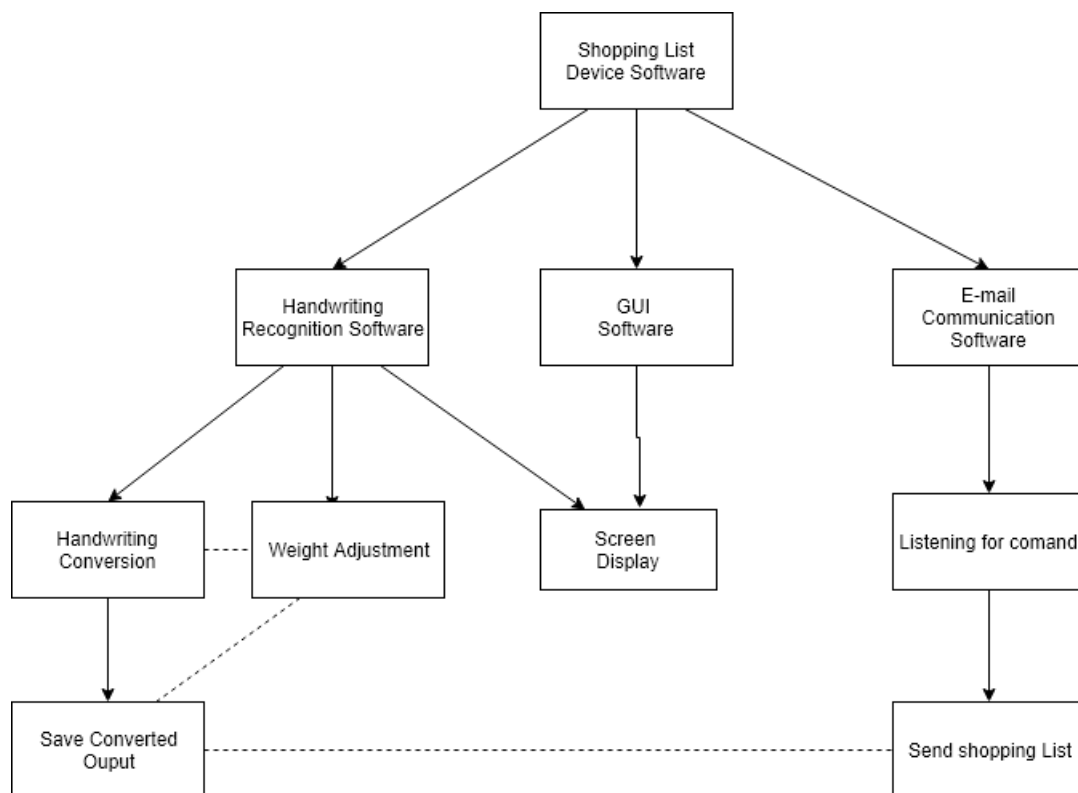 Shopping List
Device Software
Handwriting
Recognition Software
GUI
Software
E-mail
Communication
Software
Handwriting
Conversion
Weight Adjustment
Screen
Display
Listening for comand
Save Converted
Ouput
Send shopping List